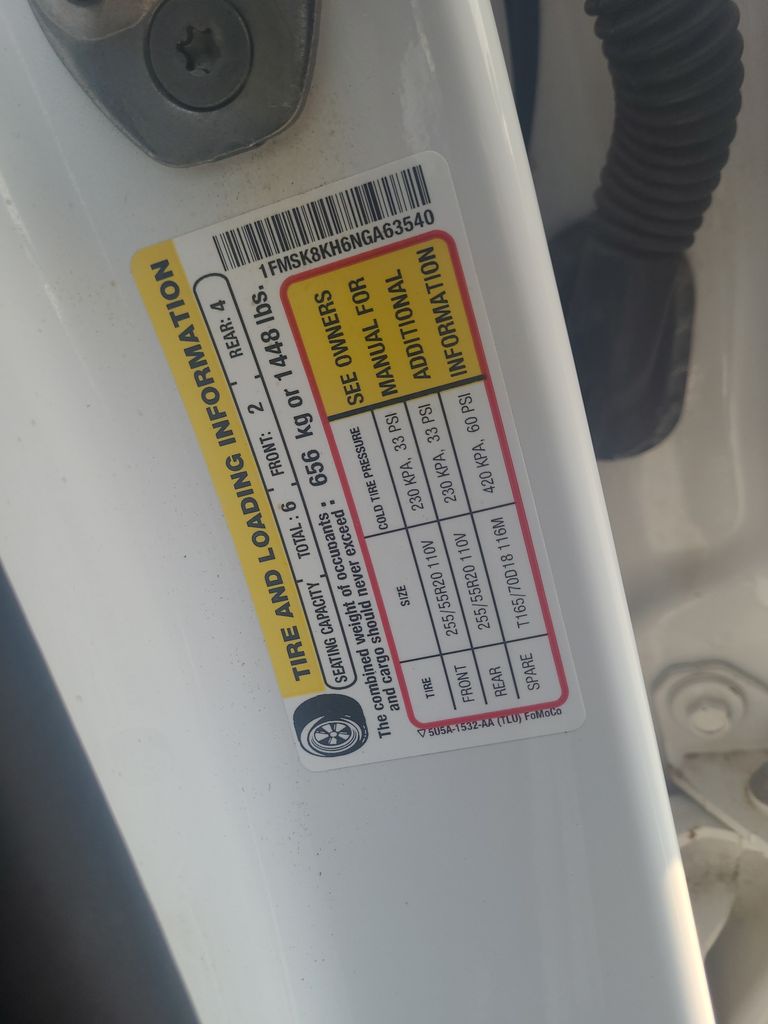 1FMSK8KH6NGA63540
TIRE AND LOADING INFORMATION
SEATING CAPACITY TOTAL: 6 FRONT: 2 REAR: 4
The combined weight of occupants : 656 kg or 1448 lbs.
and cargo should never exceed :
TIRE SIZE COLD TIRE PRESSURE
FRONT 255/55R20 110V 230 KPA, 33 PSI
REAR 255/55R20 110V 230 KPA, 33 PSI
SPARE T165/70D18 116M 420 KPA, 60 PSI
SEE OWNERS
MANUAL FOR
ADDITIONAL
INFORMATION
▽5U5A-1532-AA (TLU) FoMoCo